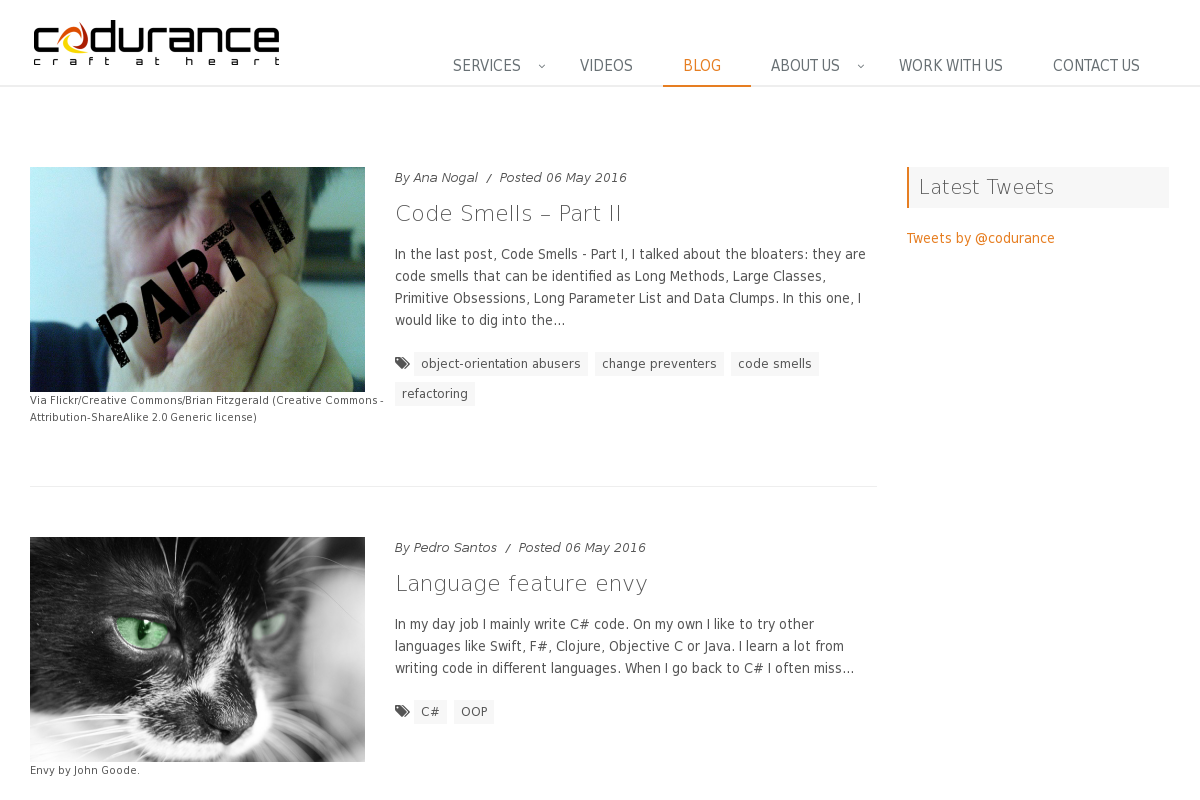 codurance
craft at heart
SERVICES VIDEOS BLOG ABOUT US WORK WITH US CONTACT US
PART II
Via Flickr/Creative Commons/Brian Fitzgerald (Creative Commons -
Attribution-ShareAlike 2.0 Generic license)
By Ana Nogal / Posted 06 May 2016
Code Smells – Part II
In the last post, Code Smells - Part I, I talked about the bloaters: they are
code smells that can be identified as Long Methods, Large Classes,
Primitive Obsessions, Long Parameter List and Data Clumps. In this one, I
would like to dig into the...
object-orientation abusers change preventers code smells
refactoring
Latest Tweets
Tweets by @codurance
Envy by John Goode.
By Pedro Santos / Posted 06 May 2016
Language feature envy
In my day job I mainly write C# code. On my own I like to try other
languages like Swift, F#, Clojure, Objective C or Java. I learn a lot from
writing code in different languages. When I go back to C# I often miss...
C# OOP